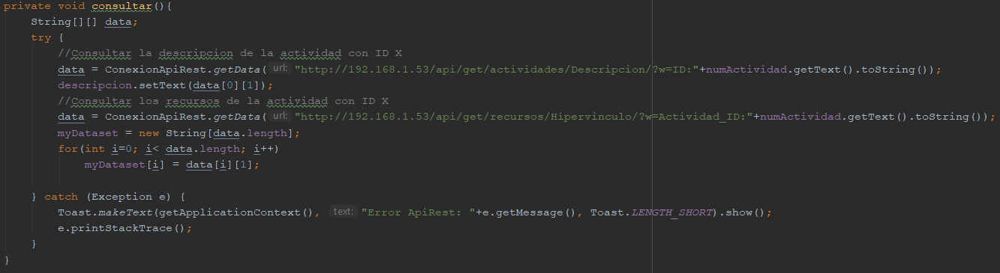 private void consultar(){
    String[][] data;
    try {
        //Consultar la descripcion de la actividad con ID X
        data = ConexionApiRest.getData( url: "http://192.168.1.53/api/get/actividades/Descripcion/?w=ID:"+numActividad.getText().toString());
        descripcion.setText(data[0][1]);
        //Consultar los recursos de la actividad con ID X
        data = ConexionApiRest.getData( url: "http://192.168.1.53/api/get/recursos/Hipervinculo/?w=Actividad_ID:"+numActividad.getText().toString());
        myDataset = new String[data.length];
        for(int i=0; i< data.length; i++)
            myDataset[i] = data[i][1];
    } catch (Exception e) {
        Toast.makeText(getApplicationContext(), text: "Error ApiRest: "+e.getMessage(), Toast.LENGTH_SHORT).show();
        e.printStackTrace();
    }
}